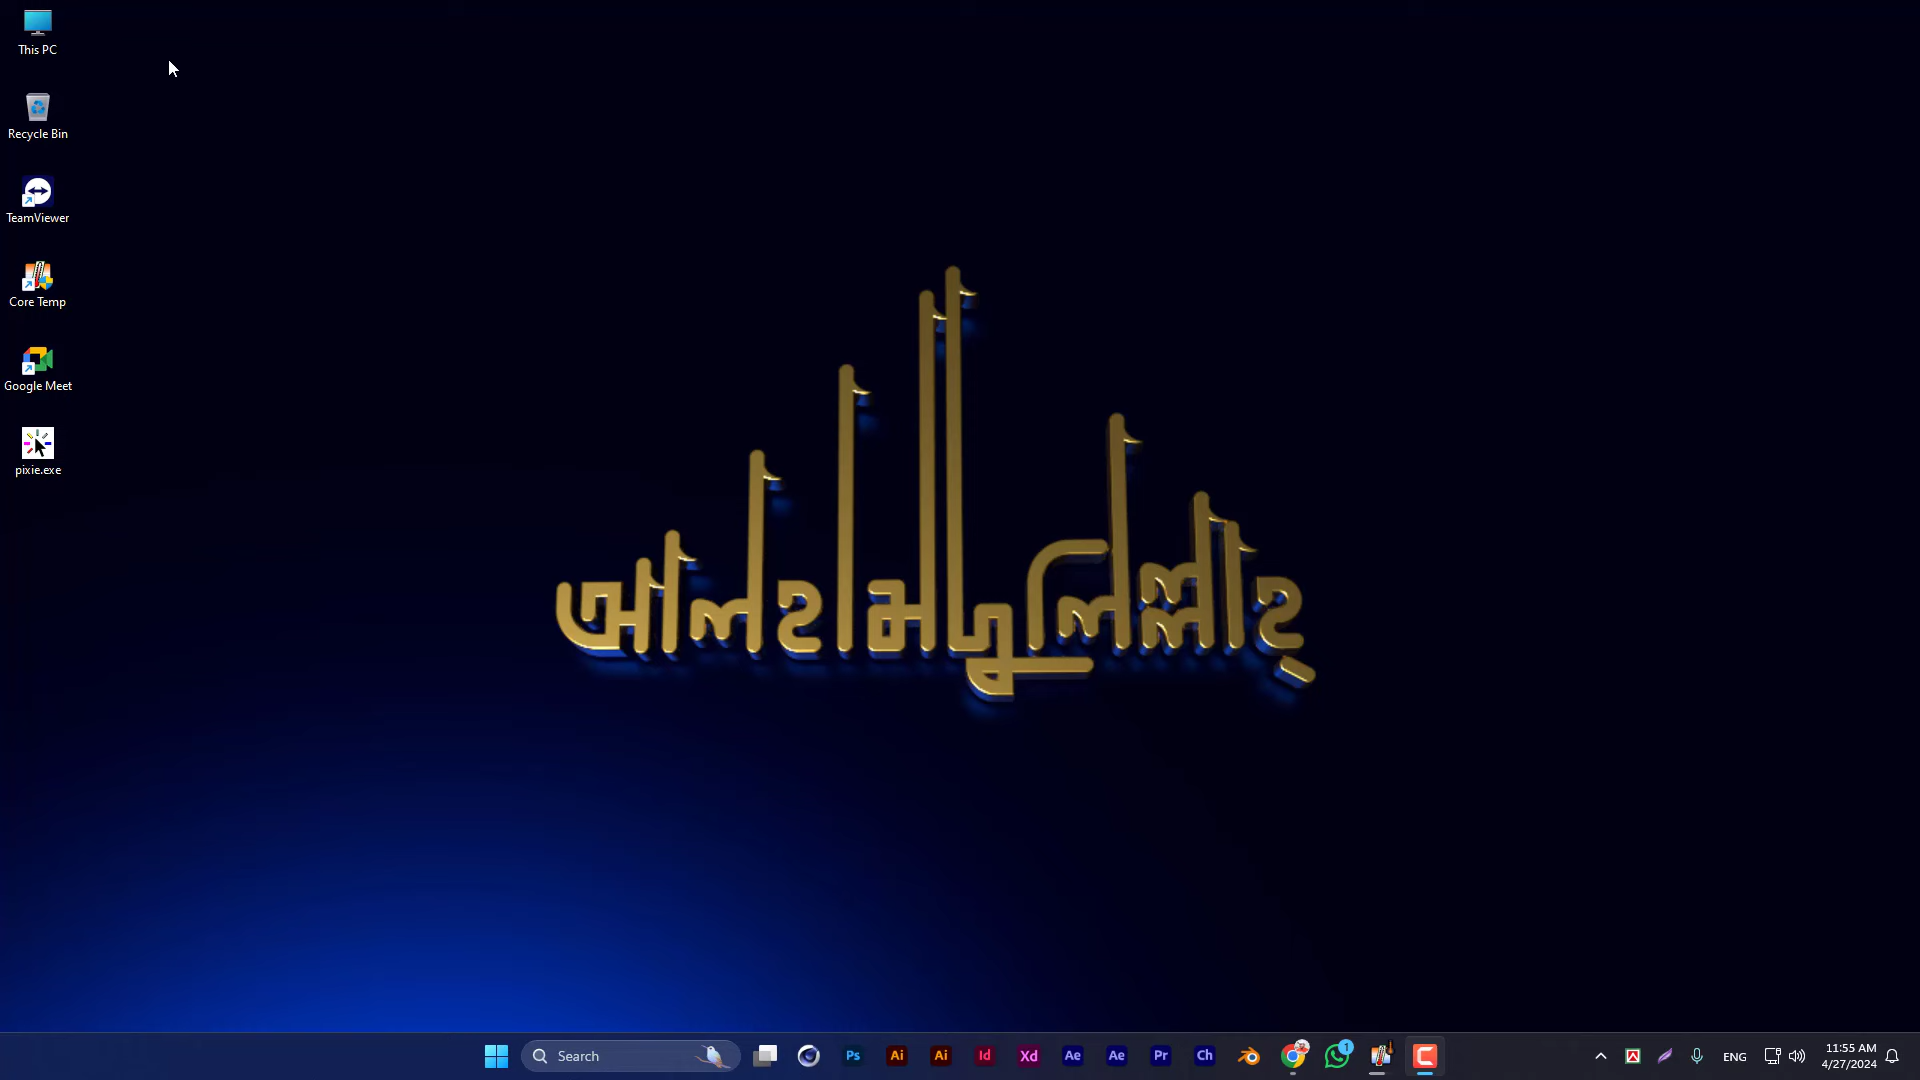 This PC
Recycle Bin
TeamViewer
Core Temp
Google Meet
pixie.exe
আলহামদুলিল্লাহ্
Search
Ps
Ai
Ai
Id
Xd
Ae
Ae
Pr
Ch
1
ENG
11:55 AM
4/27/2024